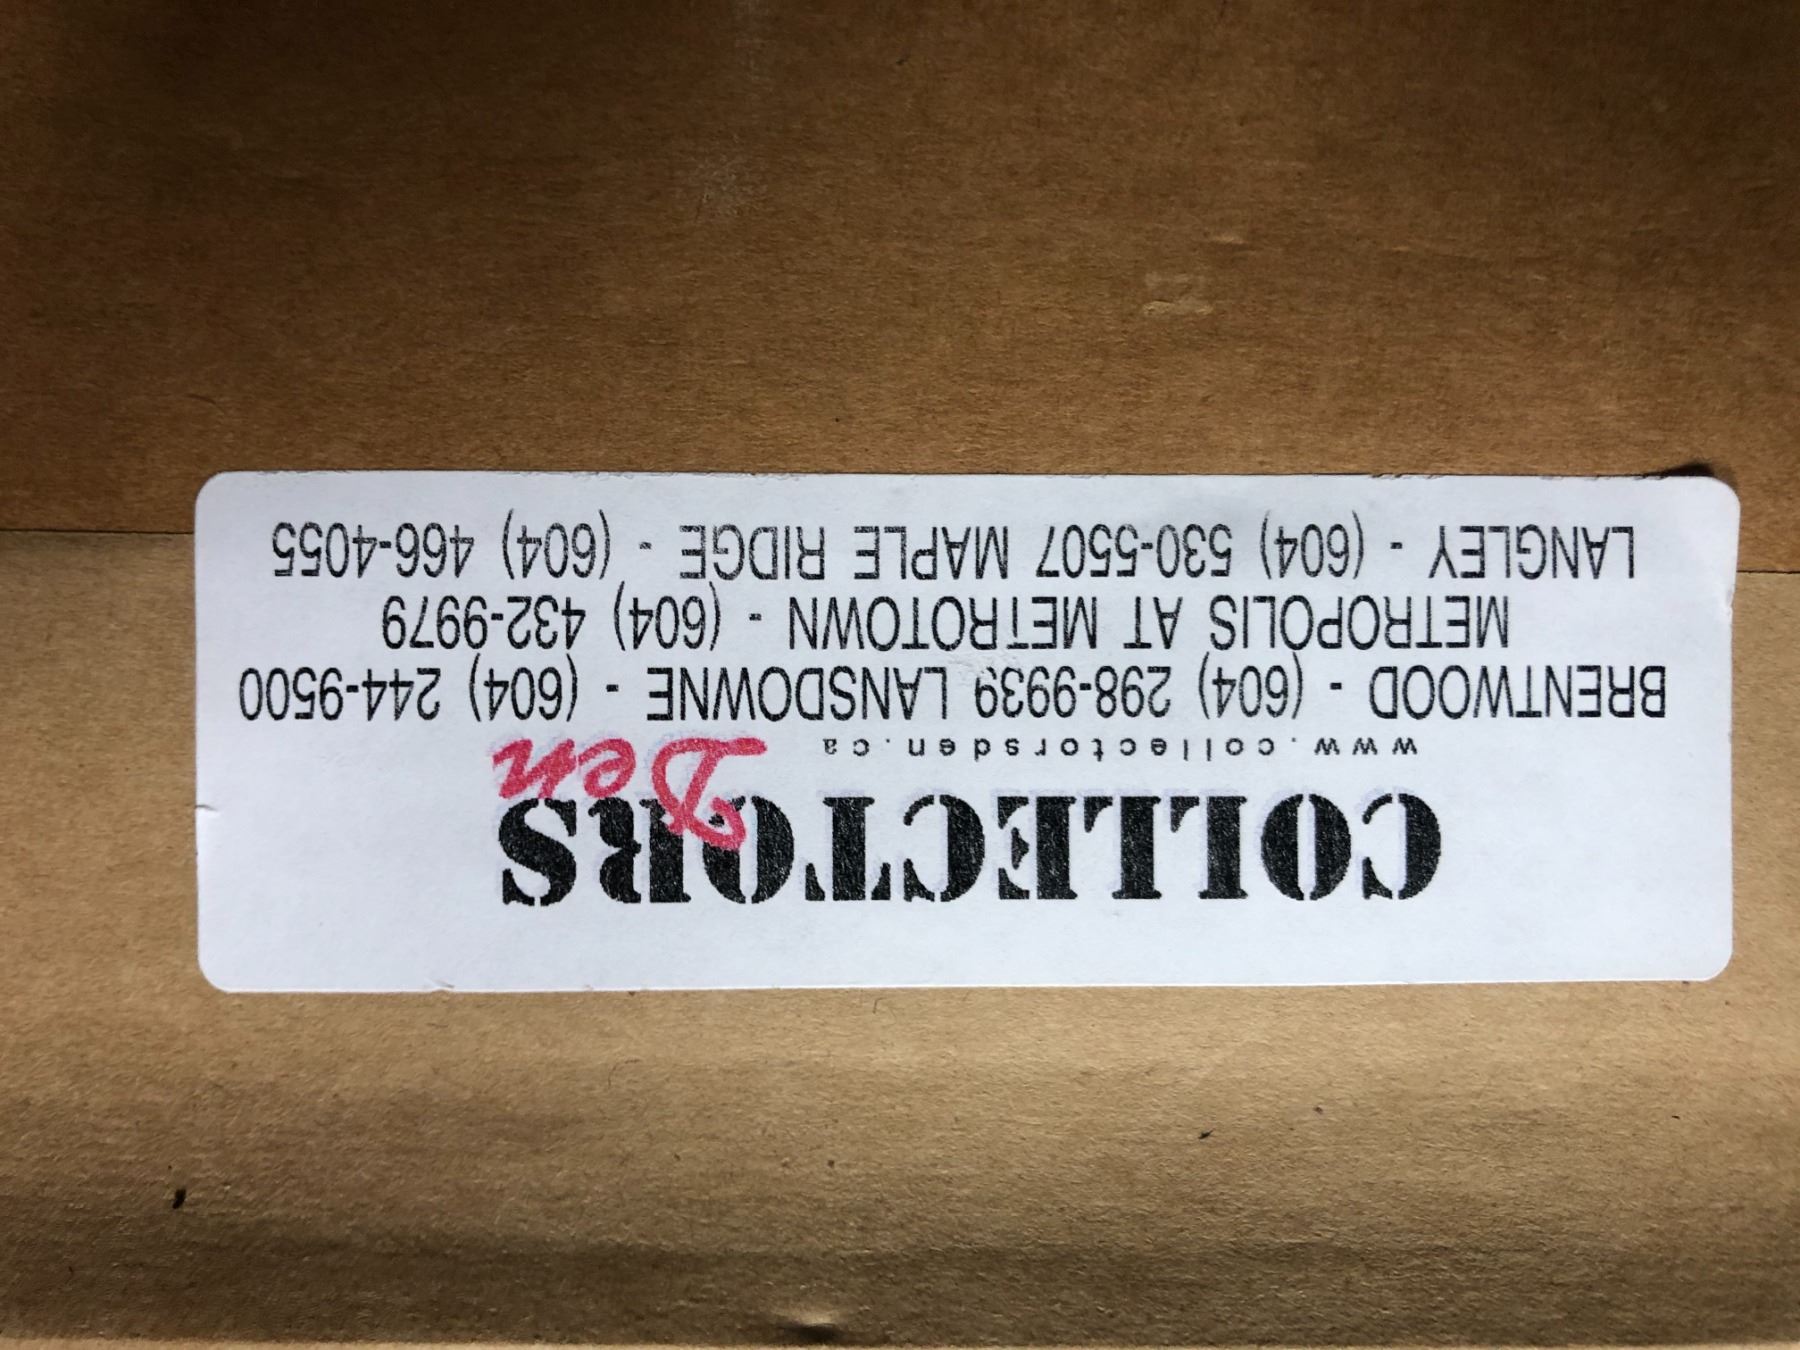 COLLECTORS
Den
www.collectorsden.ca
BRENTWOOD - (604) 298-9939 LANSDOWNE - (604) 244-9500
METROPOLIS AT METROTOWN - (604) 432-9979
LANGLEY - (604) 530-5507 MAPLE RIDGE - (604) 466-4055